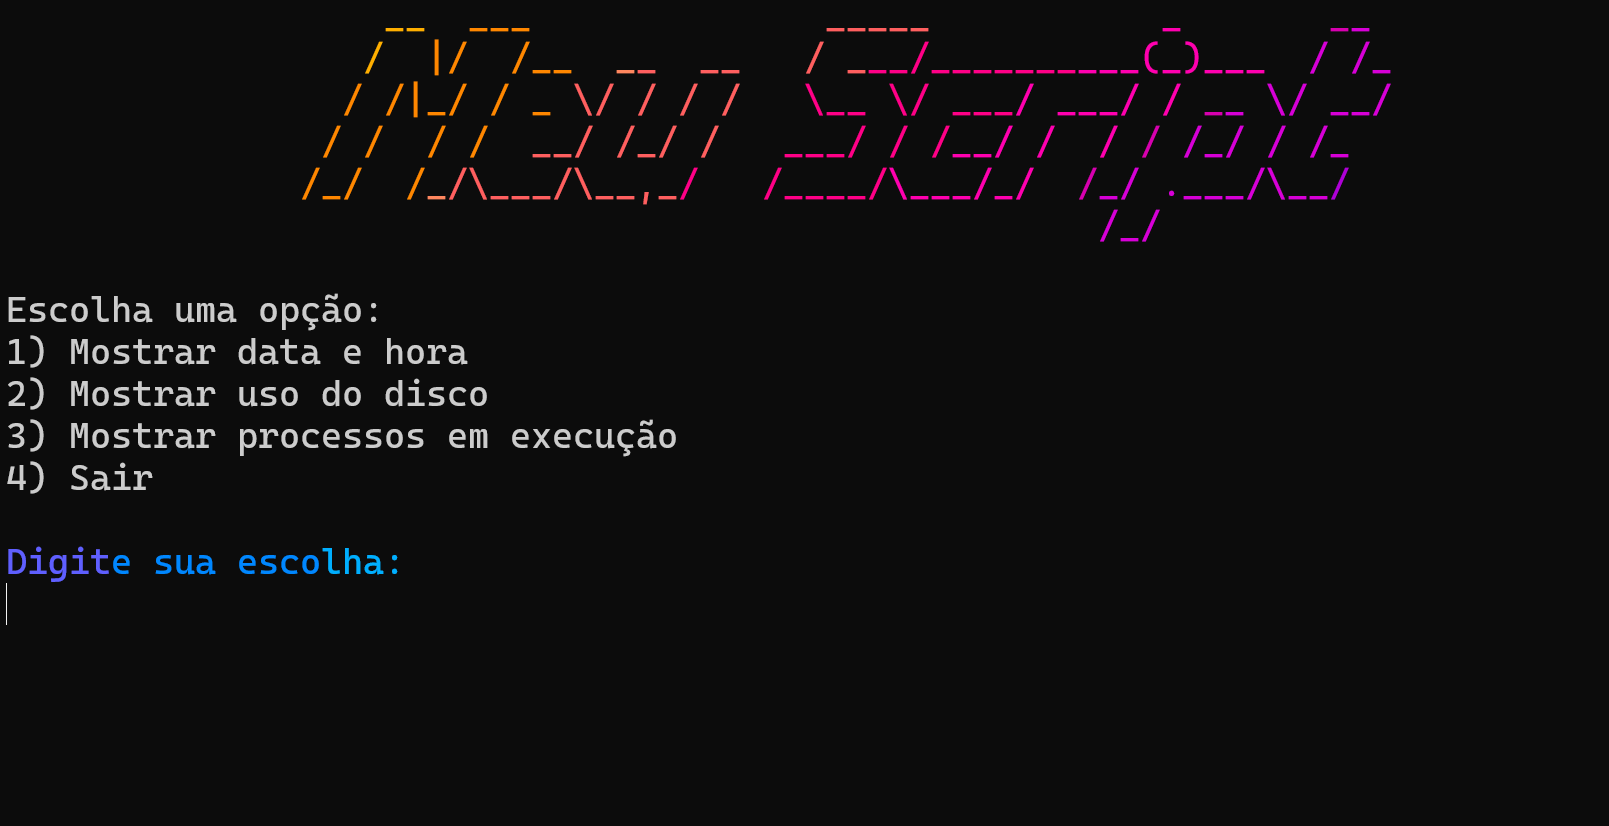 Meu Script
Escolha uma opção:
1) Mostrar data e hora
2) Mostrar uso do disco
3) Mostrar processos em execução
4) Sair
Digite sua escolha: